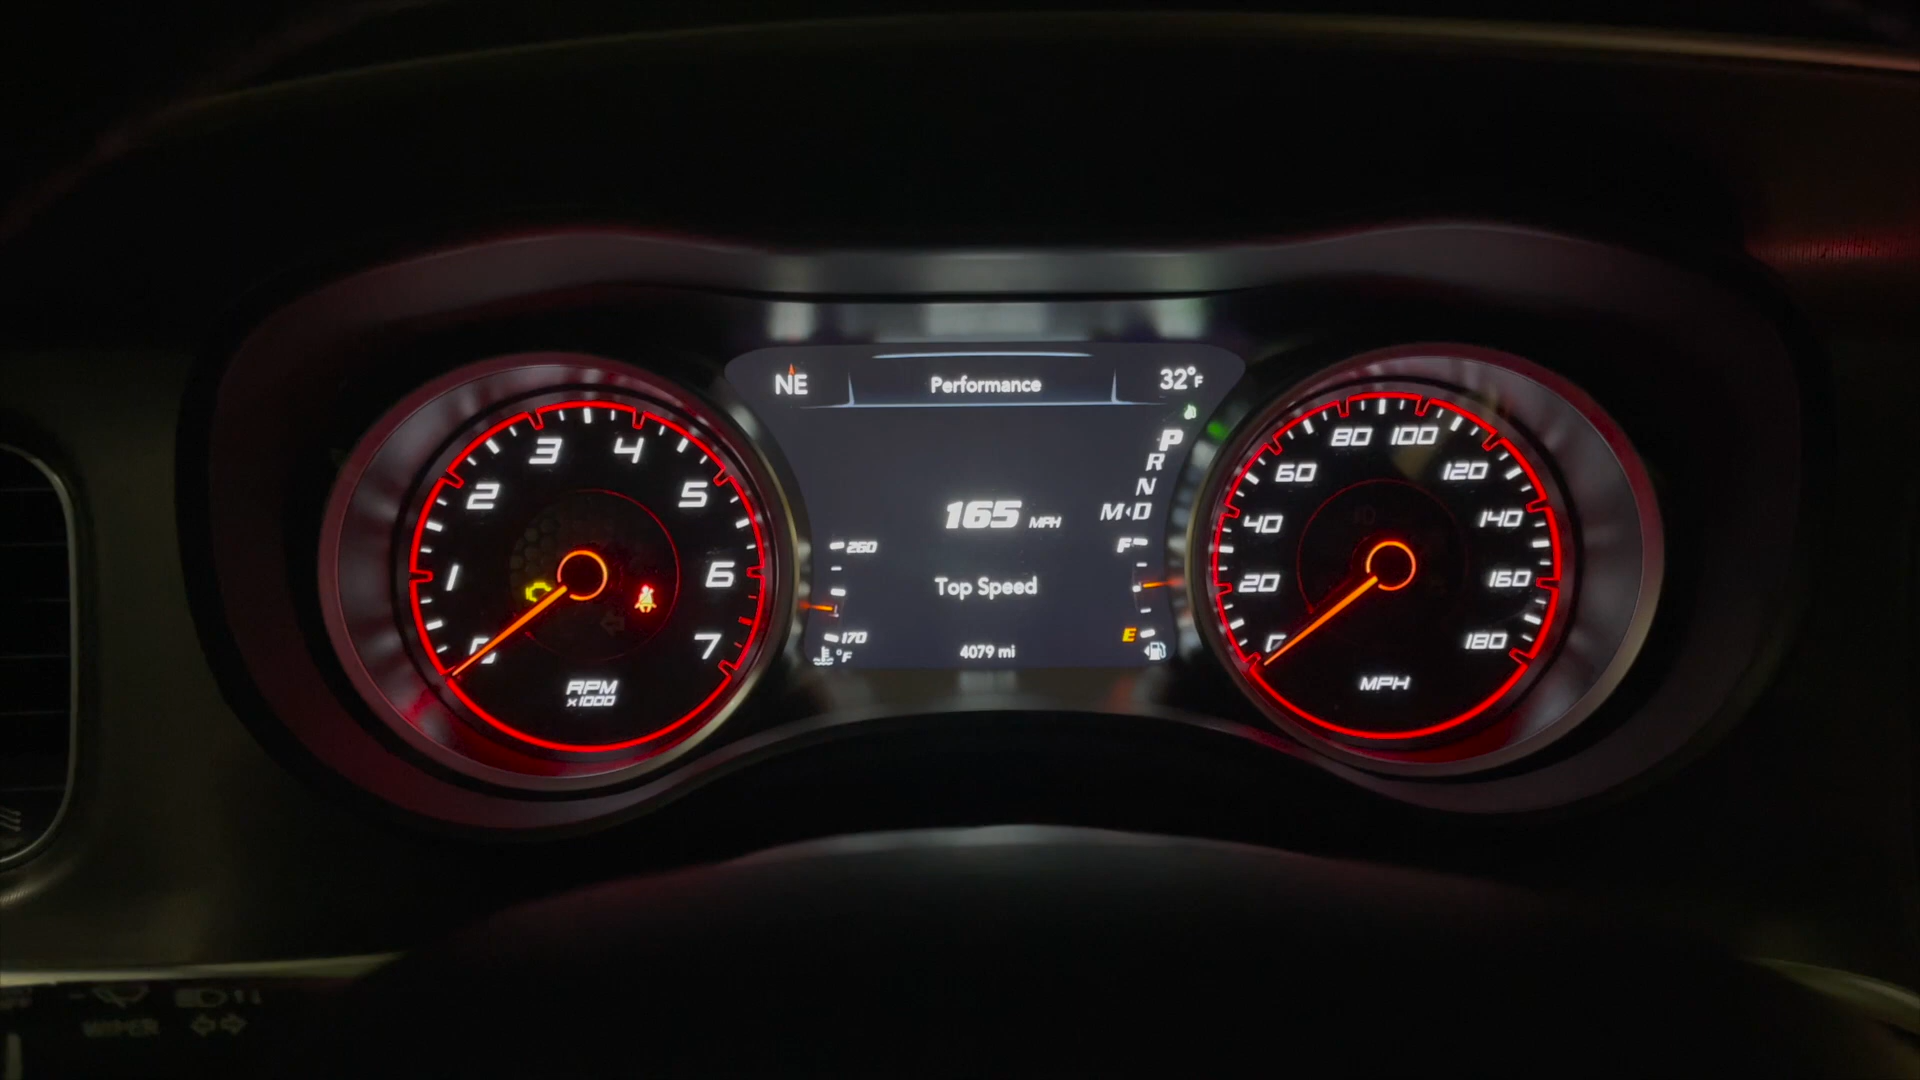 NE
Performance
32°F
P
R
N
M‹D
165 MPH
Top Speed
4079 mi
260
170
°F
F
E
0
1
2
3
4
5
6
7
RPM
x1000
0
20
40
60
80
100
120
140
160
180
MPH
WIPER